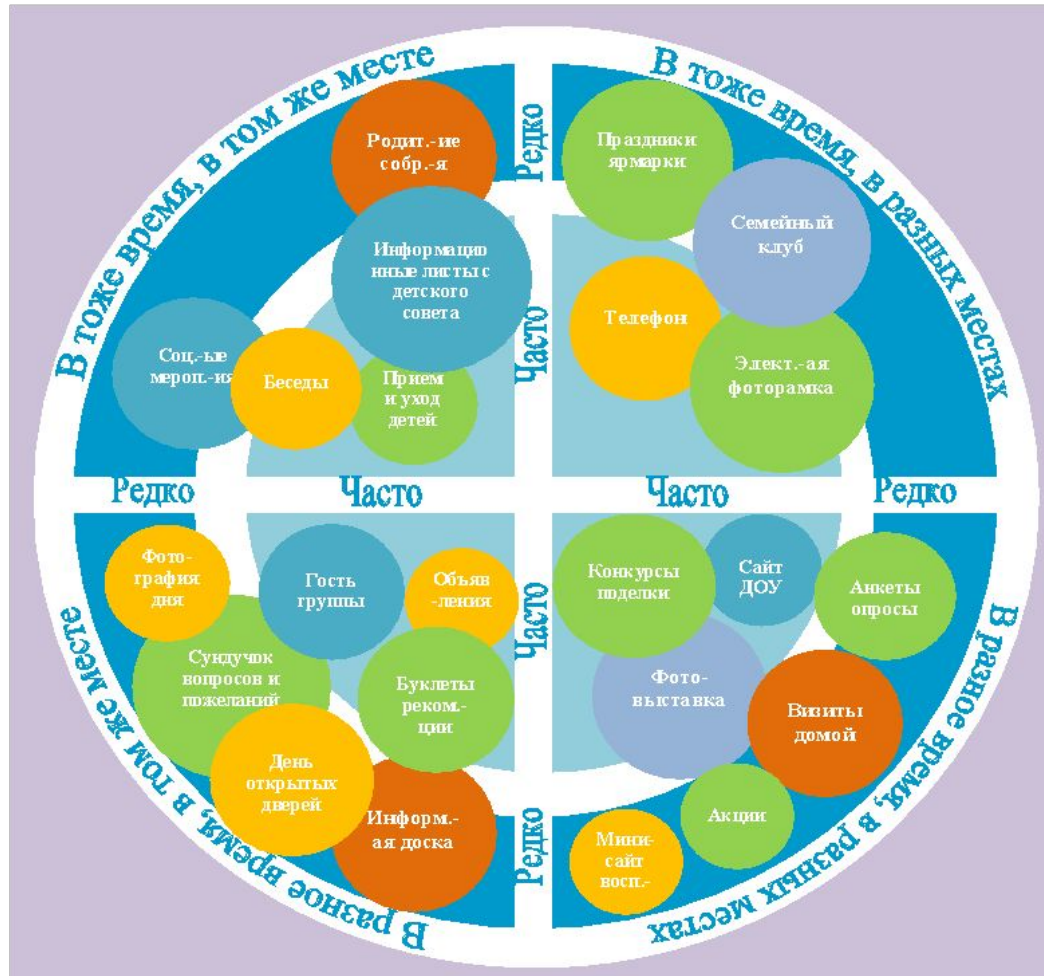 В тоже время, в том же месте
В тоже время, в разных местах
Редко
Родит.-ие
собр.-я
Праздники
ярмарки
Семейный
клуб
Информацио
нные листы с
детского
совета
Телефон
Часто
Соц.-ые
мероп.-ия
Беседы
Прием
и уход
детей
Элект.-ая
фоторамка
Редко
Часто
Часто
Редко
Фото-
графия
дня
Гость
группы
Объяв
-ления
Часто
Конкурсы
поделки
Сайт
ДОУ
Анкеты
опросы
Сундучок
вопросов и
пожеланий
Буклеты
реком.-
ции
Фото-
выставка
Визиты
домой
День
открытых
дверей
Информ.-
ая доска
Редко
Акции
Мини-
сайт
восп.-
В разное время, в том же месте
В разное время, в разных местах